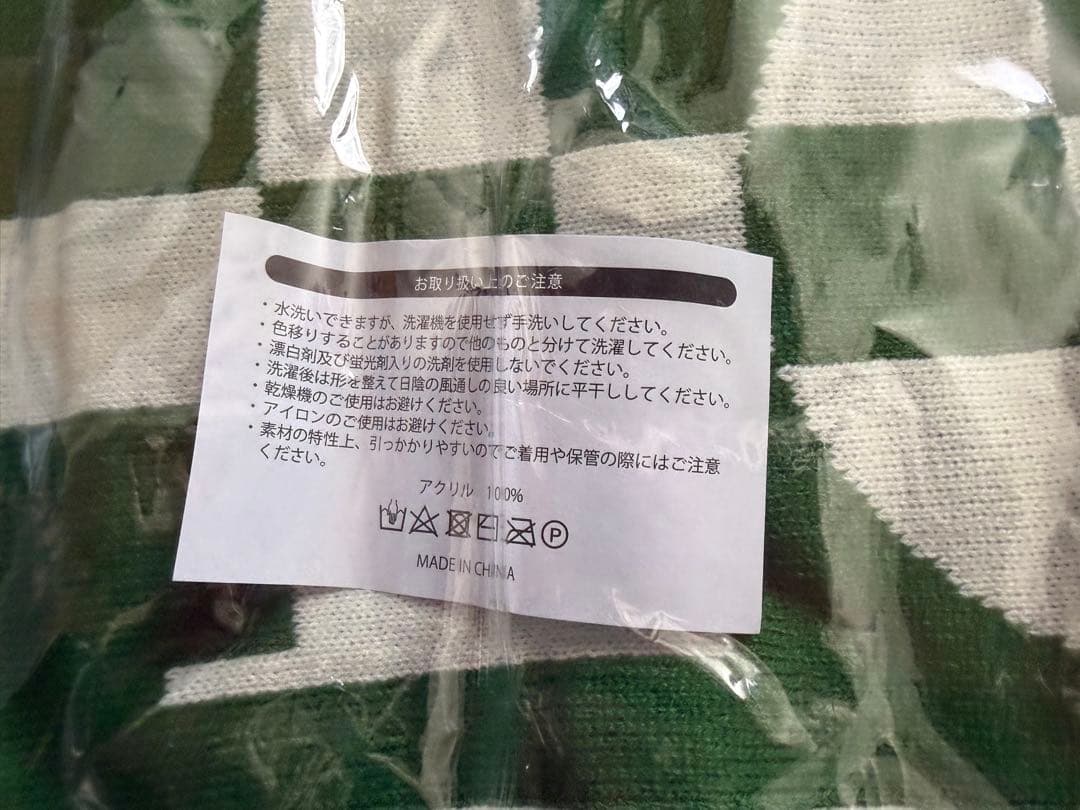 お取り扱い上のご注意
・水洗いできますが、洗濯機を使用せず手洗いしてください。
・色移りすることがありますので他のものと分けて洗濯してください。
・漂白剤及び蛍光剤入りの洗剤を使用しないでください。
・洗濯後は形を整えて日陰の風通しの良い場所に平干ししてください。
・乾燥機のご使用はお避けください。
・アイロンのご使用はお避けください。
・素材の特性上、引っかかりやすいのでご着用や保管の際にはご注意
ください。
アクリル 100%
P
MADE IN CHINA